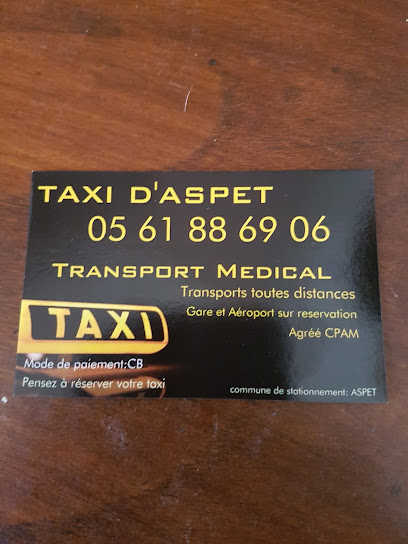 TAXI D'ASPET
05 61 88 69 06
TRANSPORT MEDICAL
Transports toutes distances
Gare et Aéroport sur reservation
Agréé CPAM
TAXI
Mode de paiement:CB
Pensez à réserver votre taxi
commune de stationnement: ASPET